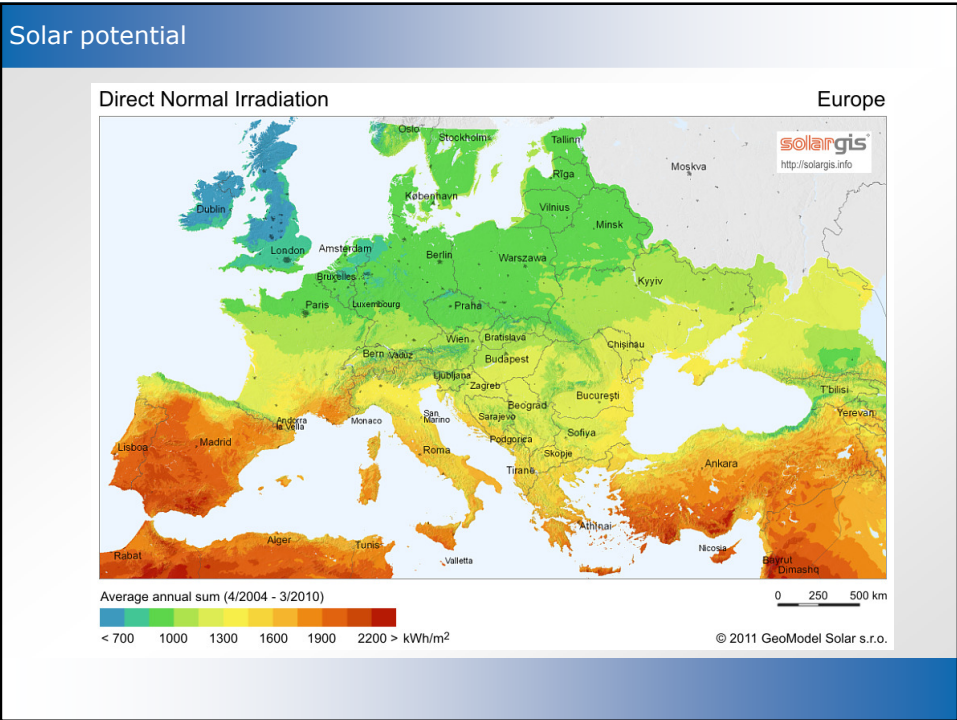 Solar potential
Direct Normal Irradiation
Europe
solargis
http://solargis.info
Oslo
Stockholm
Tallinn
Moskva
Rīga
København
Dublin
Vilnius
Minsk
London
Amsterdam
Berlin
Warszawa
Bruxelles
Kyyiv
Paris
Luxembourg
Praha
Wien
Bratislava
Chișinău
Bern
Vaduz
Budapest
Ljubljana
Zagreb
T'bilisi
București
Beograd
Yerevan
Andorra
la Vella
Monaco
San
Marino
Sarajevo
Lisboa
Madrid
Roma
Podgorica
Sofiya
Skopje
Tirane
Ankara
Athinai
Alger
Tunis
Nicosia
Rabat
Valletta
Bayrut
Dimashq
Average annual sum (4/2004 - 3/2010)
0 250 500 km
< 700 1000 1300 1600 1900 2200 > kWh/m2
© 2011 GeoModel Solar s.r.o.